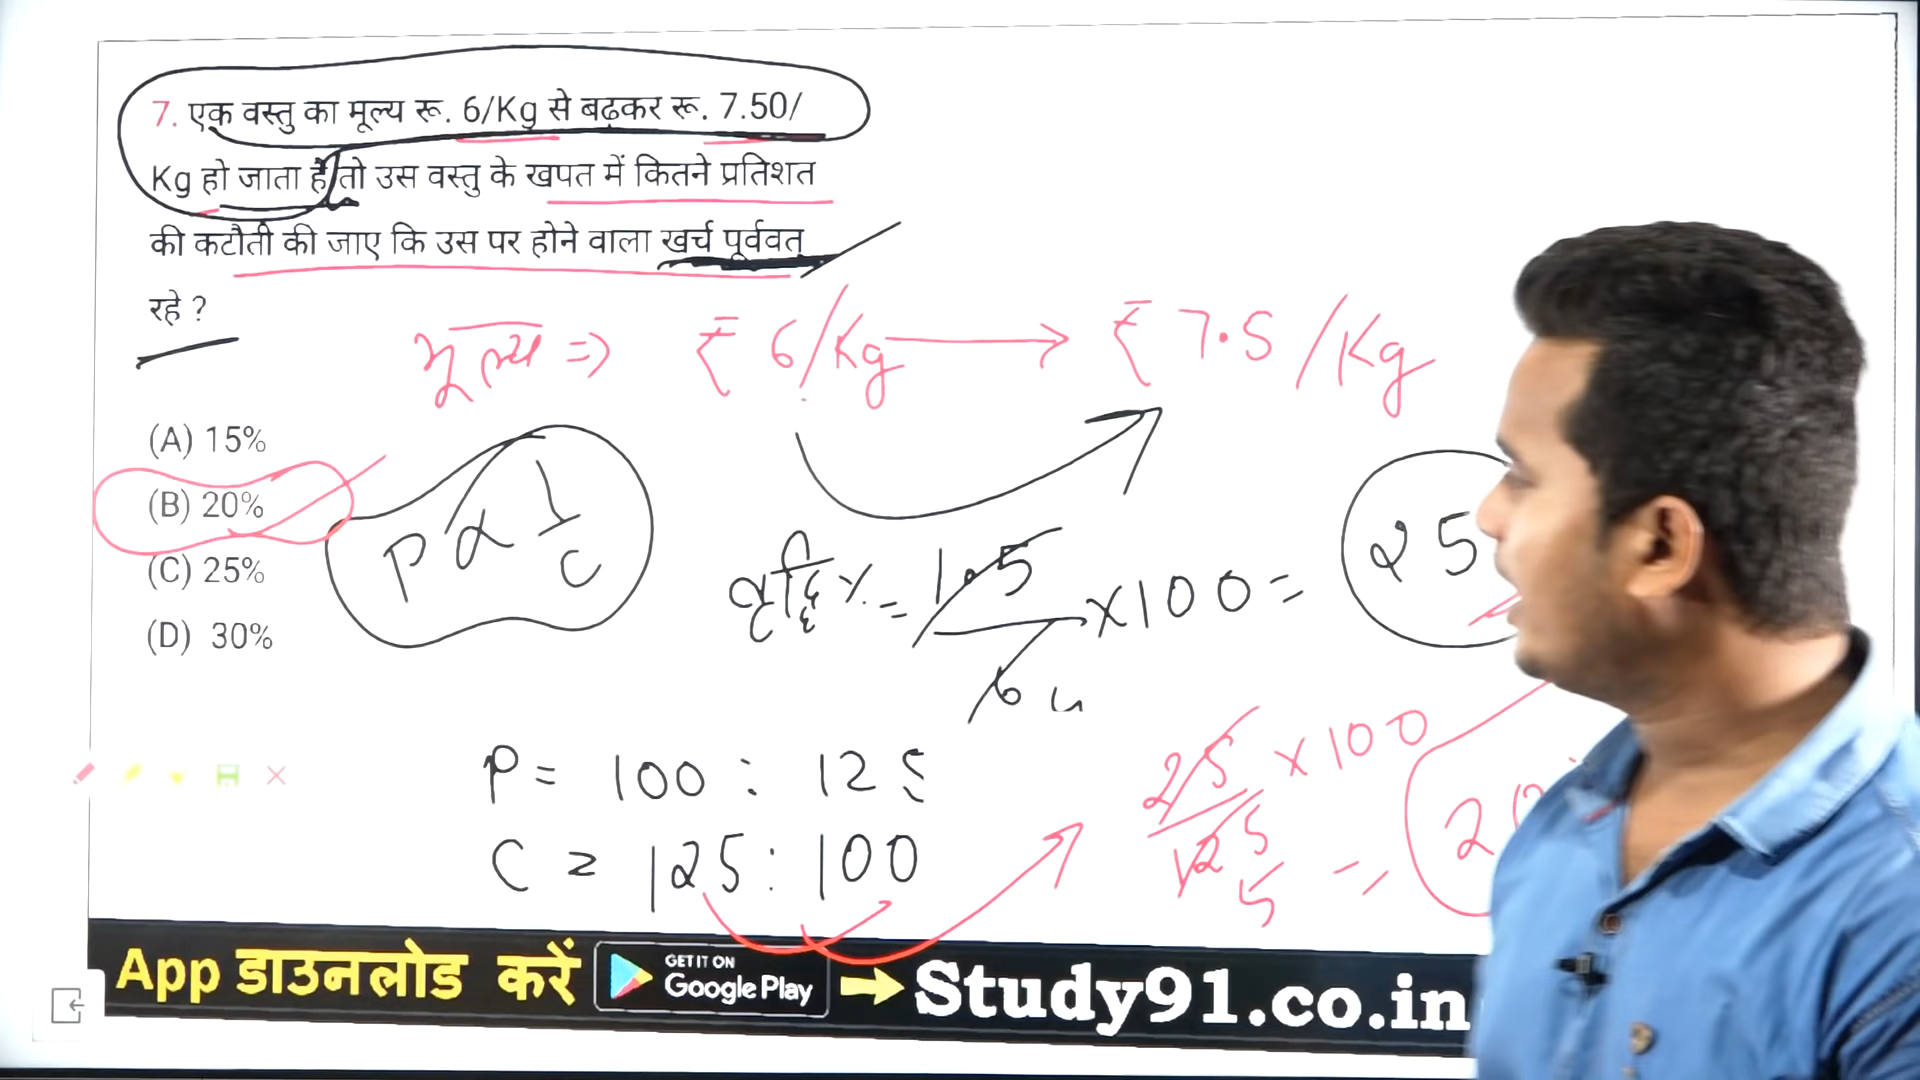 7. एक वस्तु का मूल्य रू. 6/Kg से बढ़कर रू. 7.50/
Kg हो जाता है तो उस वस्तु के खपत में कितने प्रतिशत
की कटौती की जाए कि उस पर होने वाला खर्च पूर्ववत्
रहे ?
मूल्य => ₹ 6/Kg → ₹ 7.5/Kg
(A) 15%
(B) 20%
(C) 25%
(D) 30%
P α 1/C
वृद्धि % = 1.5/6 × 100 = 25
P = 100 : 125
C = 125 : 100
25/125 × 100 =
5
App डाउनलोड करें GET IT ON Google Play → Study91.co.in